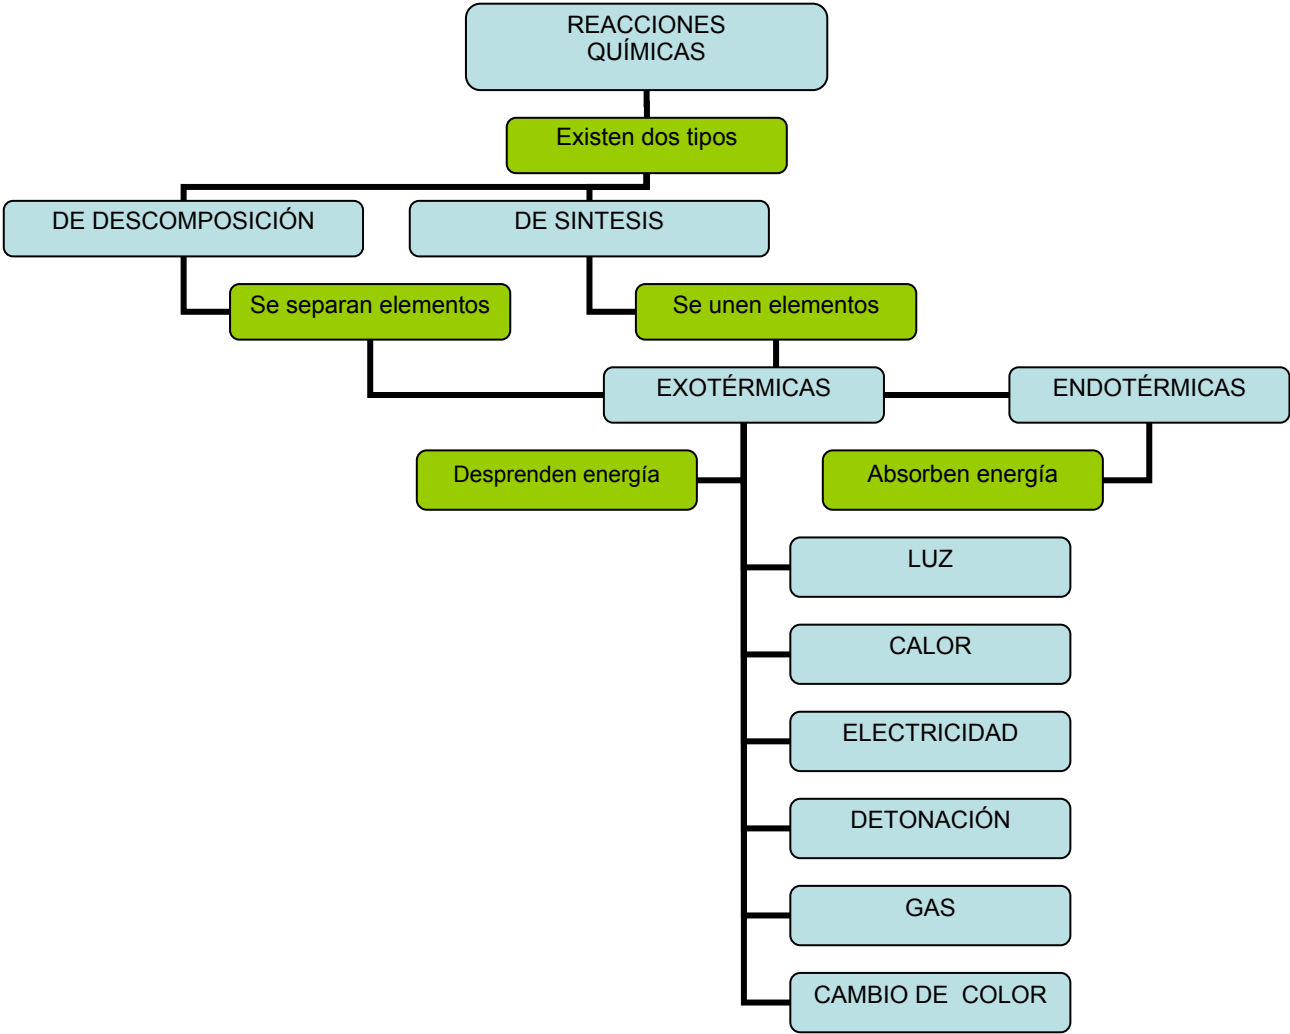 REACCIONES
QUÍMICAS
Existen dos tipos
DE DESCOMPOSICIÓN
DE SINTESIS
Se separan elementos
Se unen elementos
EXOTÉRMICAS
ENDOTÉRMICAS
Desprenden energía
Absorben energía
LUZ
CALOR
ELECTRICIDAD
DETONACIÓN
GAS
CAMBIO DE  COLOR